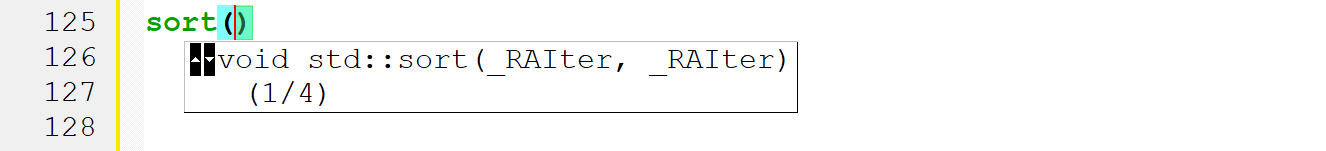 125 sort()
126 void std::sort(_RAIter, _RAIter)
127 (1/4)
128